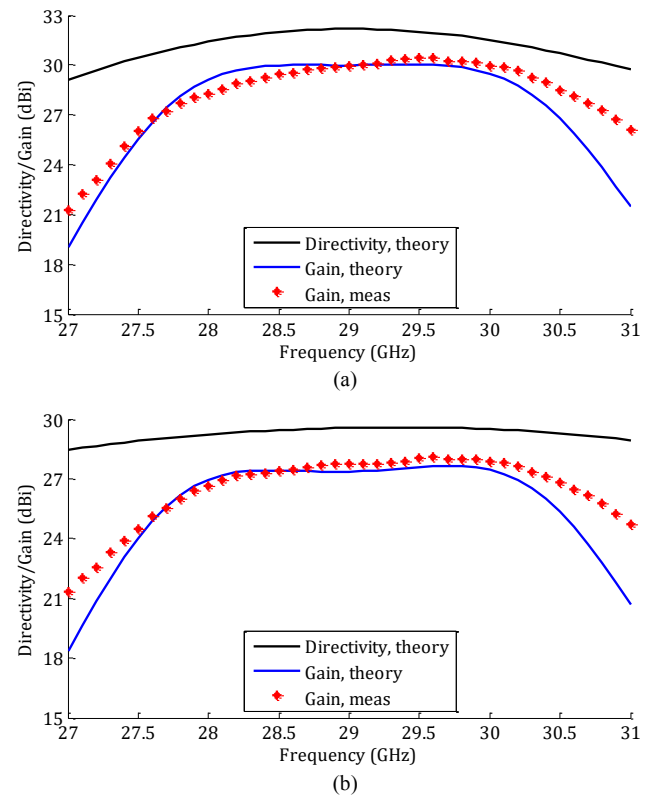 33
30
27
24
21
18
15
Directivity/Gain (dBi)
Directivity, theory
Gain, theory
Gain, meas
27 27.5 28 28.5 29 29.5 30 30.5 31
Frequency (GHz)
(a)
30
27
24
21
18
15
Directivity/Gain (dBi)
Directivity, theory
Gain, theory
Gain, meas
27 27.5 28 28.5 29 29.5 30 30.5 31
Frequency (GHz)
(b)